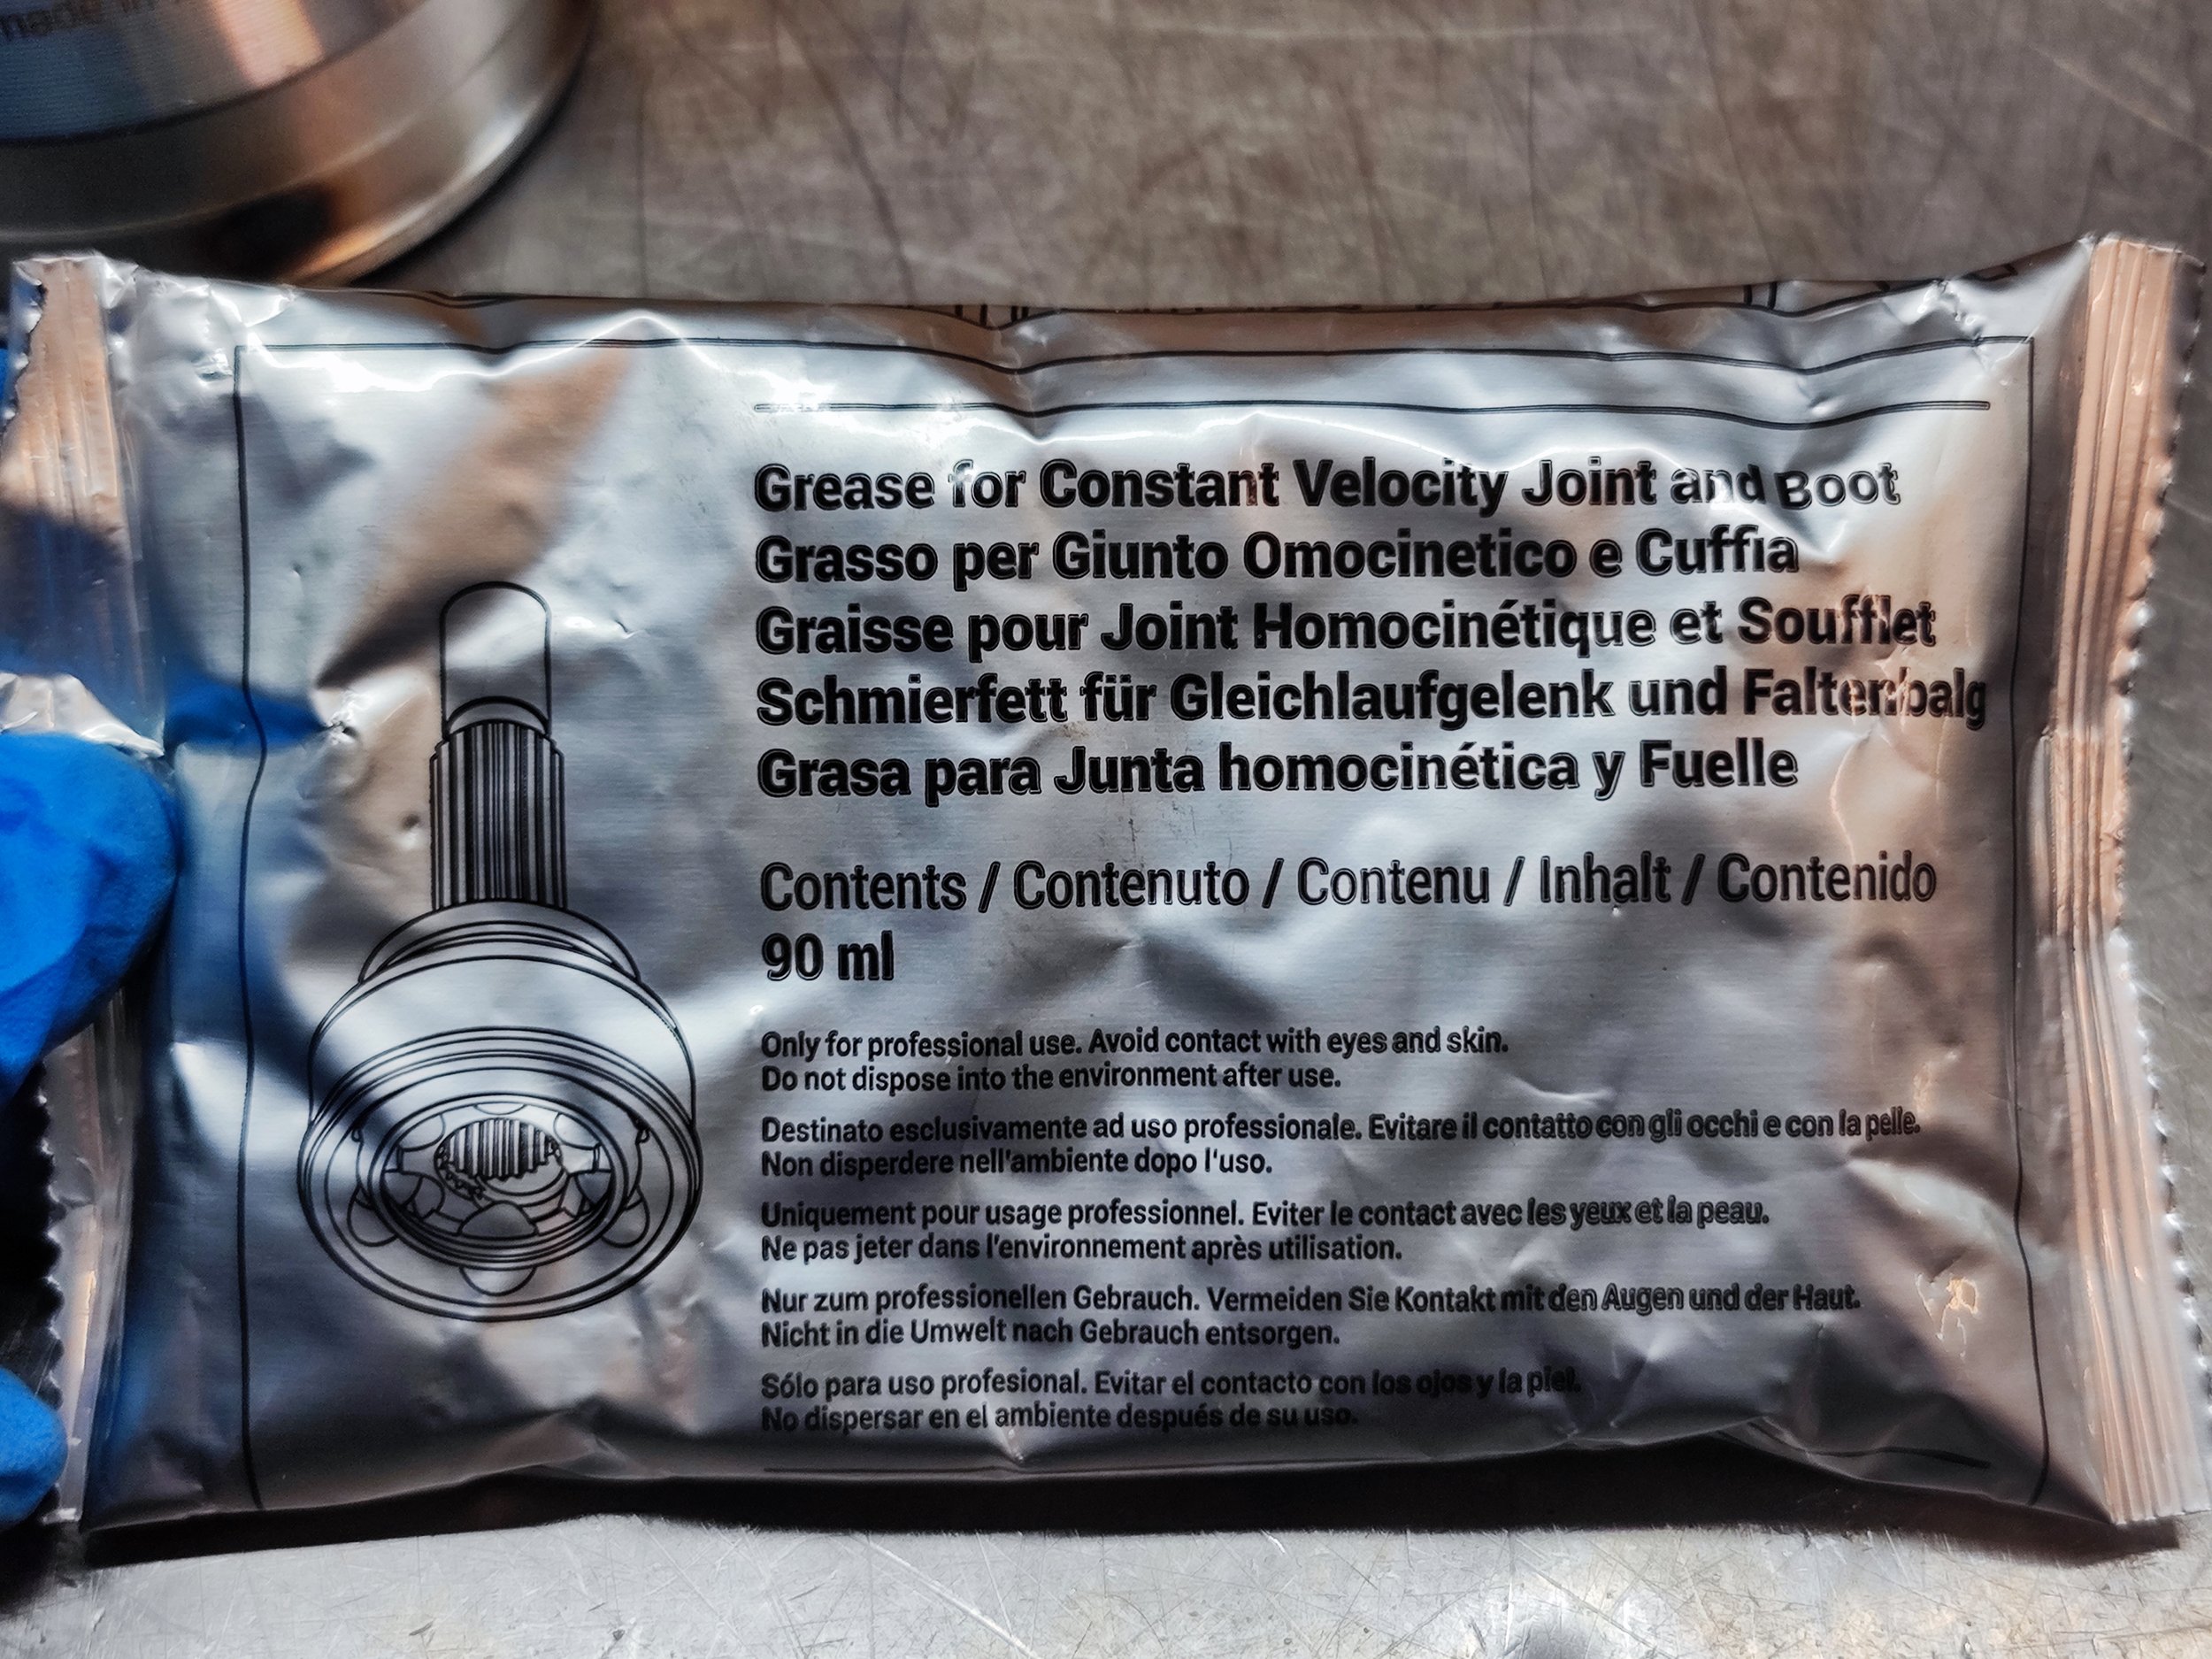 made in
Grease for Constant Velocity Joint and Boot
Grasso per Giunto Omocinetico e Cuffia
Graisse pour Joint Homocinétique et Soufflet
Schmierfett für Gleichlaufgelenk und Faltenbalg
Grasa para Junta homocinética y Fuelle
Contents / Contenuto / Contenu / Inhalt / Contenido
90 ml
Only for professional use. Avoid contact with eyes and skin.
Do not dispose into the environment after use.
Destinato esclusivamente ad uso professionale. Evitare il contatto con gli occhi e con la pelle.
Non disperdere nell'ambiente dopo l'uso.
Uniquement pour usage professionnel. Eviter le contact avec les yeux et la peau.
Ne pas jeter dans l'environnement après utilisation.
Nur zum professionellen Gebrauch. Vermeiden Sie Kontakt mit den Augen und der Haut.
Nicht in die Umwelt nach Gebrauch entsorgen.
Sólo para uso profesional. Evitar el contacto con los ojos y la piel.
No dispersar en el ambiente después de su uso.